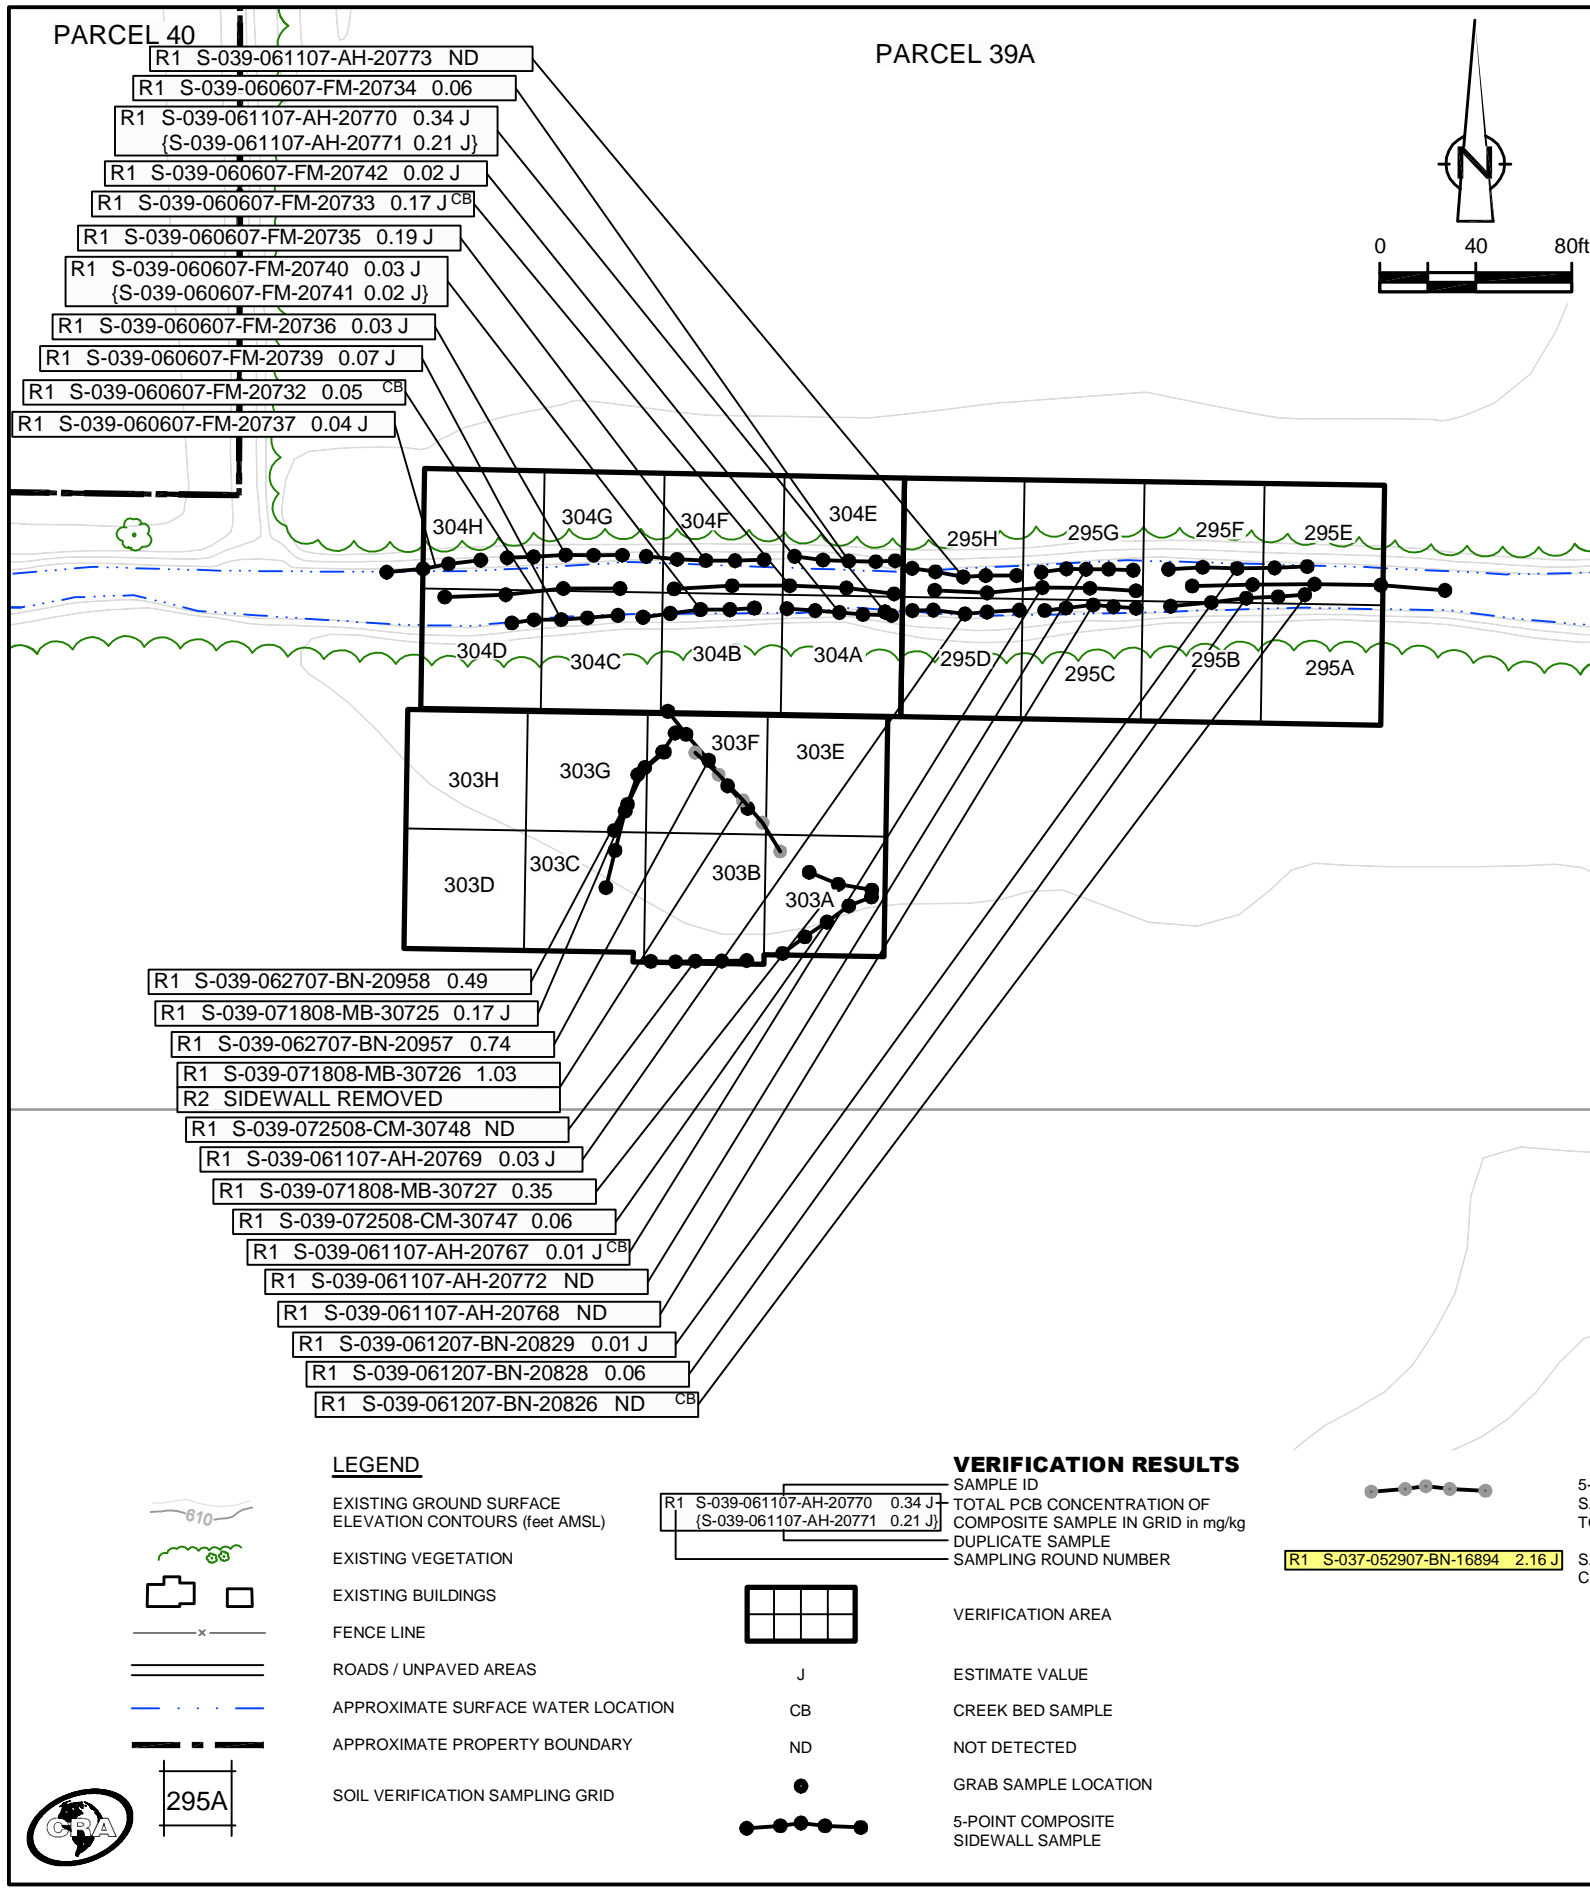 PARCEL 40
PARCEL 39A
R1 S-039-061107-AH-20773 ND
R1 S-039-060607-FM-20734 0.06
R1 S-039-061107-AH-20770 0.34 J
{S-039-061107-AH-20771 0.21 J}
R1 S-039-060607-FM-20742 0.02 J
R1 S-039-060607-FM-20733 0.17 J CB
R1 S-039-060607-FM-20735 0.19 J
R1 S-039-060607-FM-20740 0.03 J
{S-039-060607-FM-20741 0.02 J}
R1 S-039-060607-FM-20736 0.03 J
R1 S-039-060607-FM-20739 0.07 J
R1 S-039-060607-FM-20732 0.05 CB
R1 S-039-060607-FM-20737 0.04 J
N
0 40 80ft
304H 304G 304F 304E 295H 295G 295F 295E
304D 304C 304B 304A 295D 295C 295B 295A
303H 303G 303F 303E
303D 303C 303B 303A
R1 S-039-062707-BN-20958 0.49
R1 S-039-071808-MB-30725 0.17 J
R1 S-039-062707-BN-20957 0.74
R1 S-039-071808-MB-30726 1.03
R2 SIDEWALL REMOVED
R1 S-039-072508-CM-30748 ND
R1 S-039-061107-AH-20769 0.03 J
R1 S-039-071808-MB-30727 0.35
R1 S-039-072508-CM-30747 0.06
R1 S-039-061107-AH-20767 0.01 J CB
R1 S-039-061107-AH-20772 ND
R1 S-039-061107-AH-20768 ND
R1 S-039-061207-BN-20829 0.01 J
R1 S-039-061207-BN-20828 0.06
R1 S-039-061207-BN-20826 ND CB
LEGEND
610
EXISTING GROUND SURFACE
ELEVATION CONTOURS (feet AMSL)
EXISTING VEGETATION
EXISTING BUILDINGS
x
FENCE LINE
ROADS / UNPAVED AREAS
APPROXIMATE SURFACE WATER LOCATION
APPROXIMATE PROPERTY BOUNDARY
295A
SOIL VERIFICATION SAMPLING GRID
CRA
VERIFICATION RESULTS
R1 S-039-061107-AH-20770 0.34 J
{S-039-061107-AH-20771 0.21 J}
SAMPLE ID
TOTAL PCB CONCENTRATION OF
COMPOSITE SAMPLE IN GRID in mg/kg
DUPLICATE SAMPLE
SAMPLING ROUND NUMBER
VERIFICATION AREA
J ESTIMATE VALUE
CB CREEK BED SAMPLE
ND NOT DETECTED
GRAB SAMPLE LOCATION
5-POINT COMPOSITE
SIDEWALL SAMPLE
R1 S-037-052907-BN-16894 2.16 J